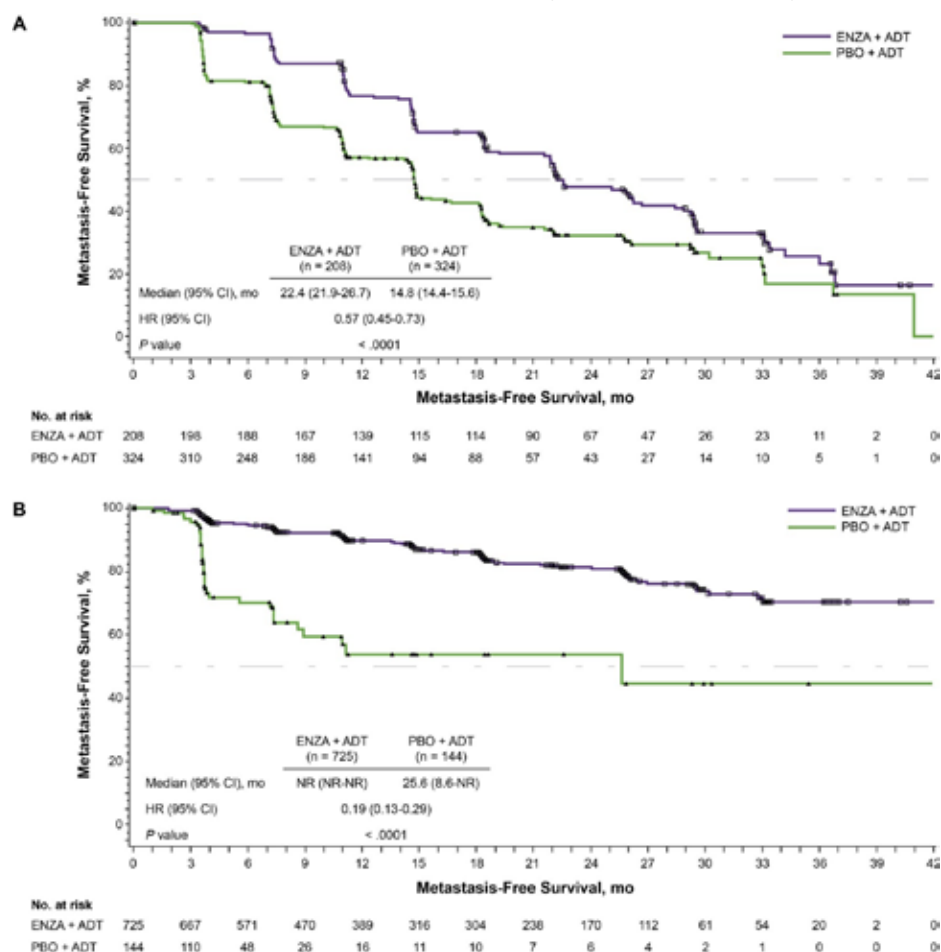 A
ENZA + ADT
PBO + ADT
Metastasis-Free Survival, %
100
80
60
40
20
0
ENZA + ADT PBO + ADT
(n = 208) (n = 324)
Median (95% CI), mo 22.4 (21.9-26.7) 14.8 (14.4-15.6)
HR (95% CI) 0.57 (0.45-0.73)
P value < .0001
0 3 6 9 12 15 18 21 24 27 30 33 36 39 42
Metastasis-Free Survival, mo
No. at risk
ENZA + ADT 208 198 188 167 139 115 114 90 67 47 26 23 11 2 0
PBO + ADT 324 310 248 186 141 94 88 57 43 27 14 10 5 1 0
B
ENZA + ADT
PBO + ADT
Metastasis-Free Survival, %
100
80
60
40
20
0
ENZA + ADT PBO + ADT
(n = 725) (n = 144)
Median (95% CI), mo NR (NR-NR) 25.6 (8.6-NR)
HR (95% CI) 0.19 (0.13-0.29)
P value < .0001
0 3 6 9 12 15 18 21 24 27 30 33 36 39 42
Metastasis-Free Survival, mo
No. at risk
ENZA + ADT 725 667 571 470 389 316 304 238 170 112 61 54 20 2 0
PBO + ADT 144 110 48 26 16 11 10 7 6 4 2 1 0 0 0